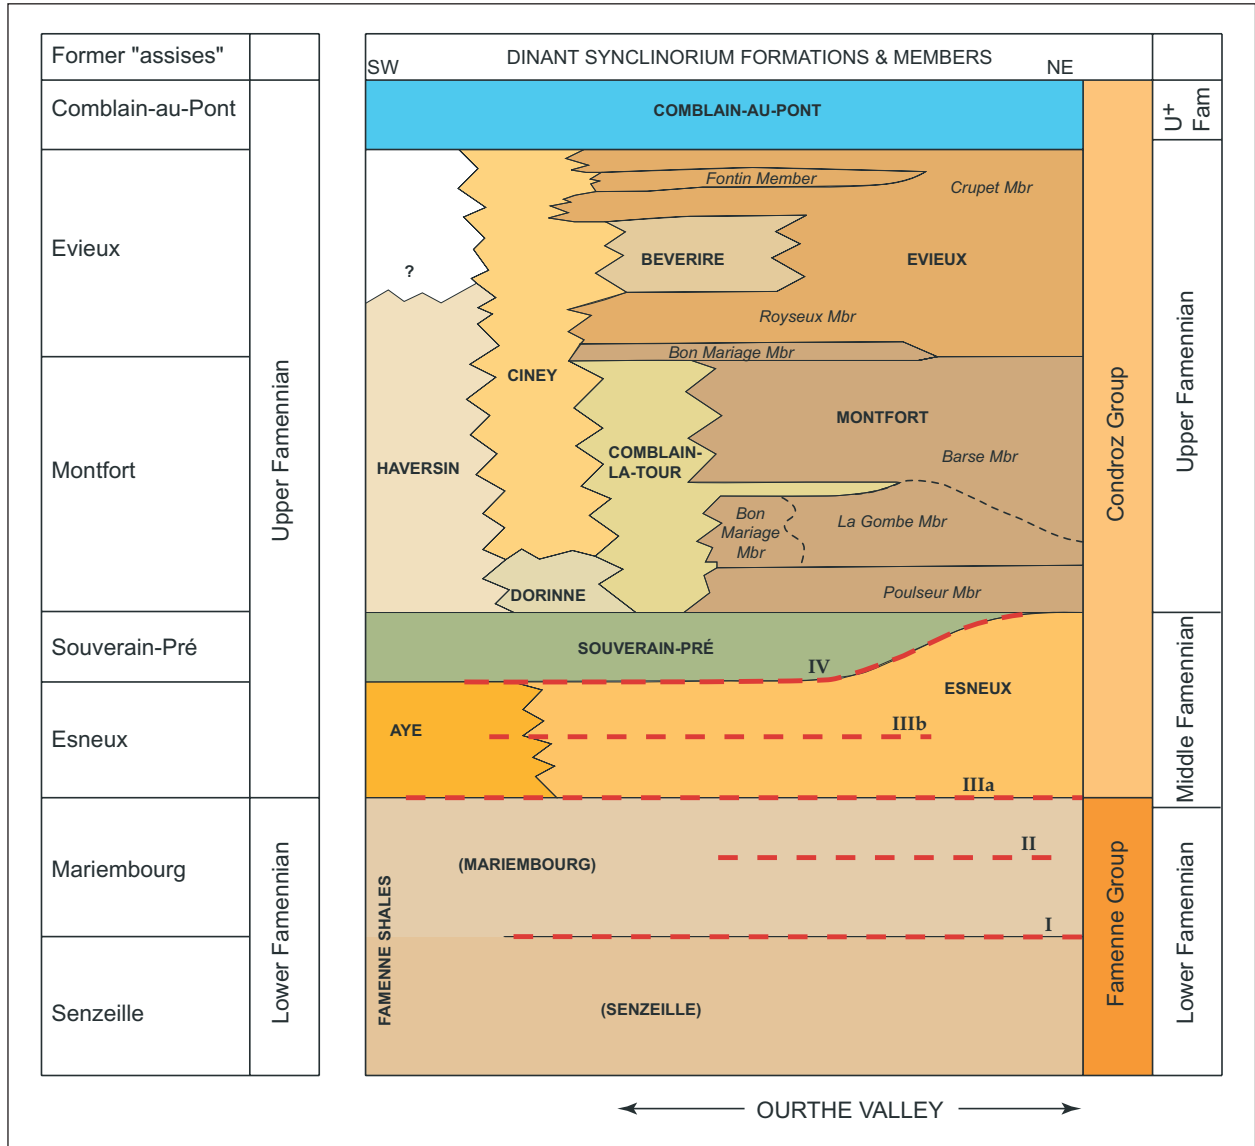 Former "assises"
DINANT SYNCLINORIUM FORMATIONS & MEMBERS
SW
NE
Comblain-au-Pont
COMBLAIN-AU-PONT
U+
Fam
Fontin Member
Crupet Mbr
Evieux
BEVERIRE
EVIEUX
?
Royseux Mbr
Bon Mariage Mbr
CINEY
Upper Famennian
MONTFORT
Condroz Group
Upper Famennian
Montfort
HAVERSIN
COMBLAIN-
LA-TOUR
Barse Mbr
Bon
Mariage
Mbr
La Gombe Mbr
DORINNE
Poulseur Mbr
Souverain-Pré
SOUVERAIN-PRÉ
IV
ESNEUX
Middle Famennian
Esneux
AYE
IIIb
IIIa
Mariembourg
(MARIEMBOURG)
II
Lower Famennian
FAMENNE SHALES
I
Famenne Group
Lower Famennian
Senzeille
(SENZEILLE)
OURTHE VALLEY